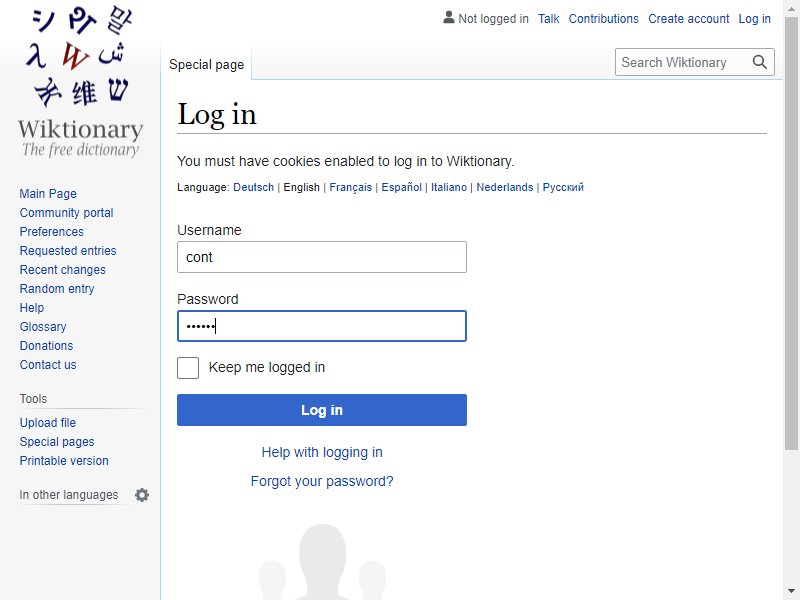 Not logged in Talk Contributions Create account Log in
Special page
Search Wiktionary
Wiktionary
The free dictionary
Main Page
Community portal
Preferences
Requested entries
Recent changes
Random entry
Help
Glossary
Donations
Contact us
Tools
Upload file
Special pages
Printable version
In other languages
Log in
You must have cookies enabled to log in to Wiktionary.
Language: Deutsch | English | Français | Español | Italiano | Nederlands | Русский
Username
cont
Password
••••••
Keep me logged in
Log in
Help with logging in
Forgot your password?